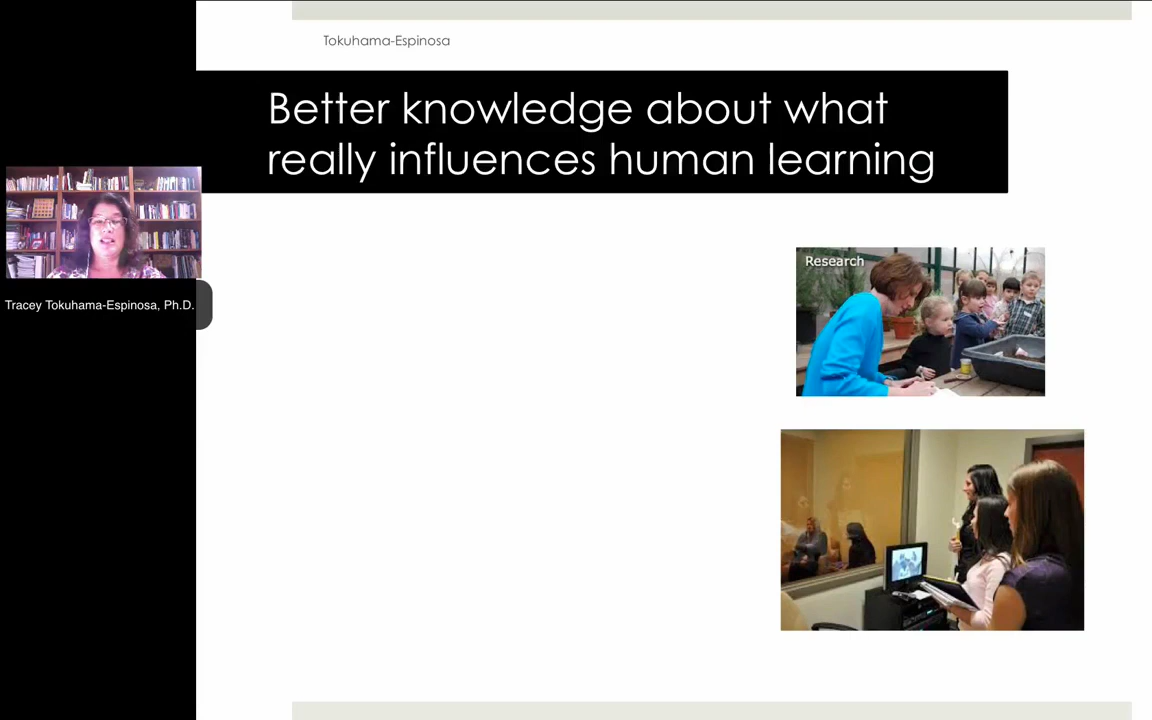 Tokuhama-Espinosa
Better knowledge about what
really influences human learning
Research
Tracey Tokuhama-Espinosa, Ph.D.